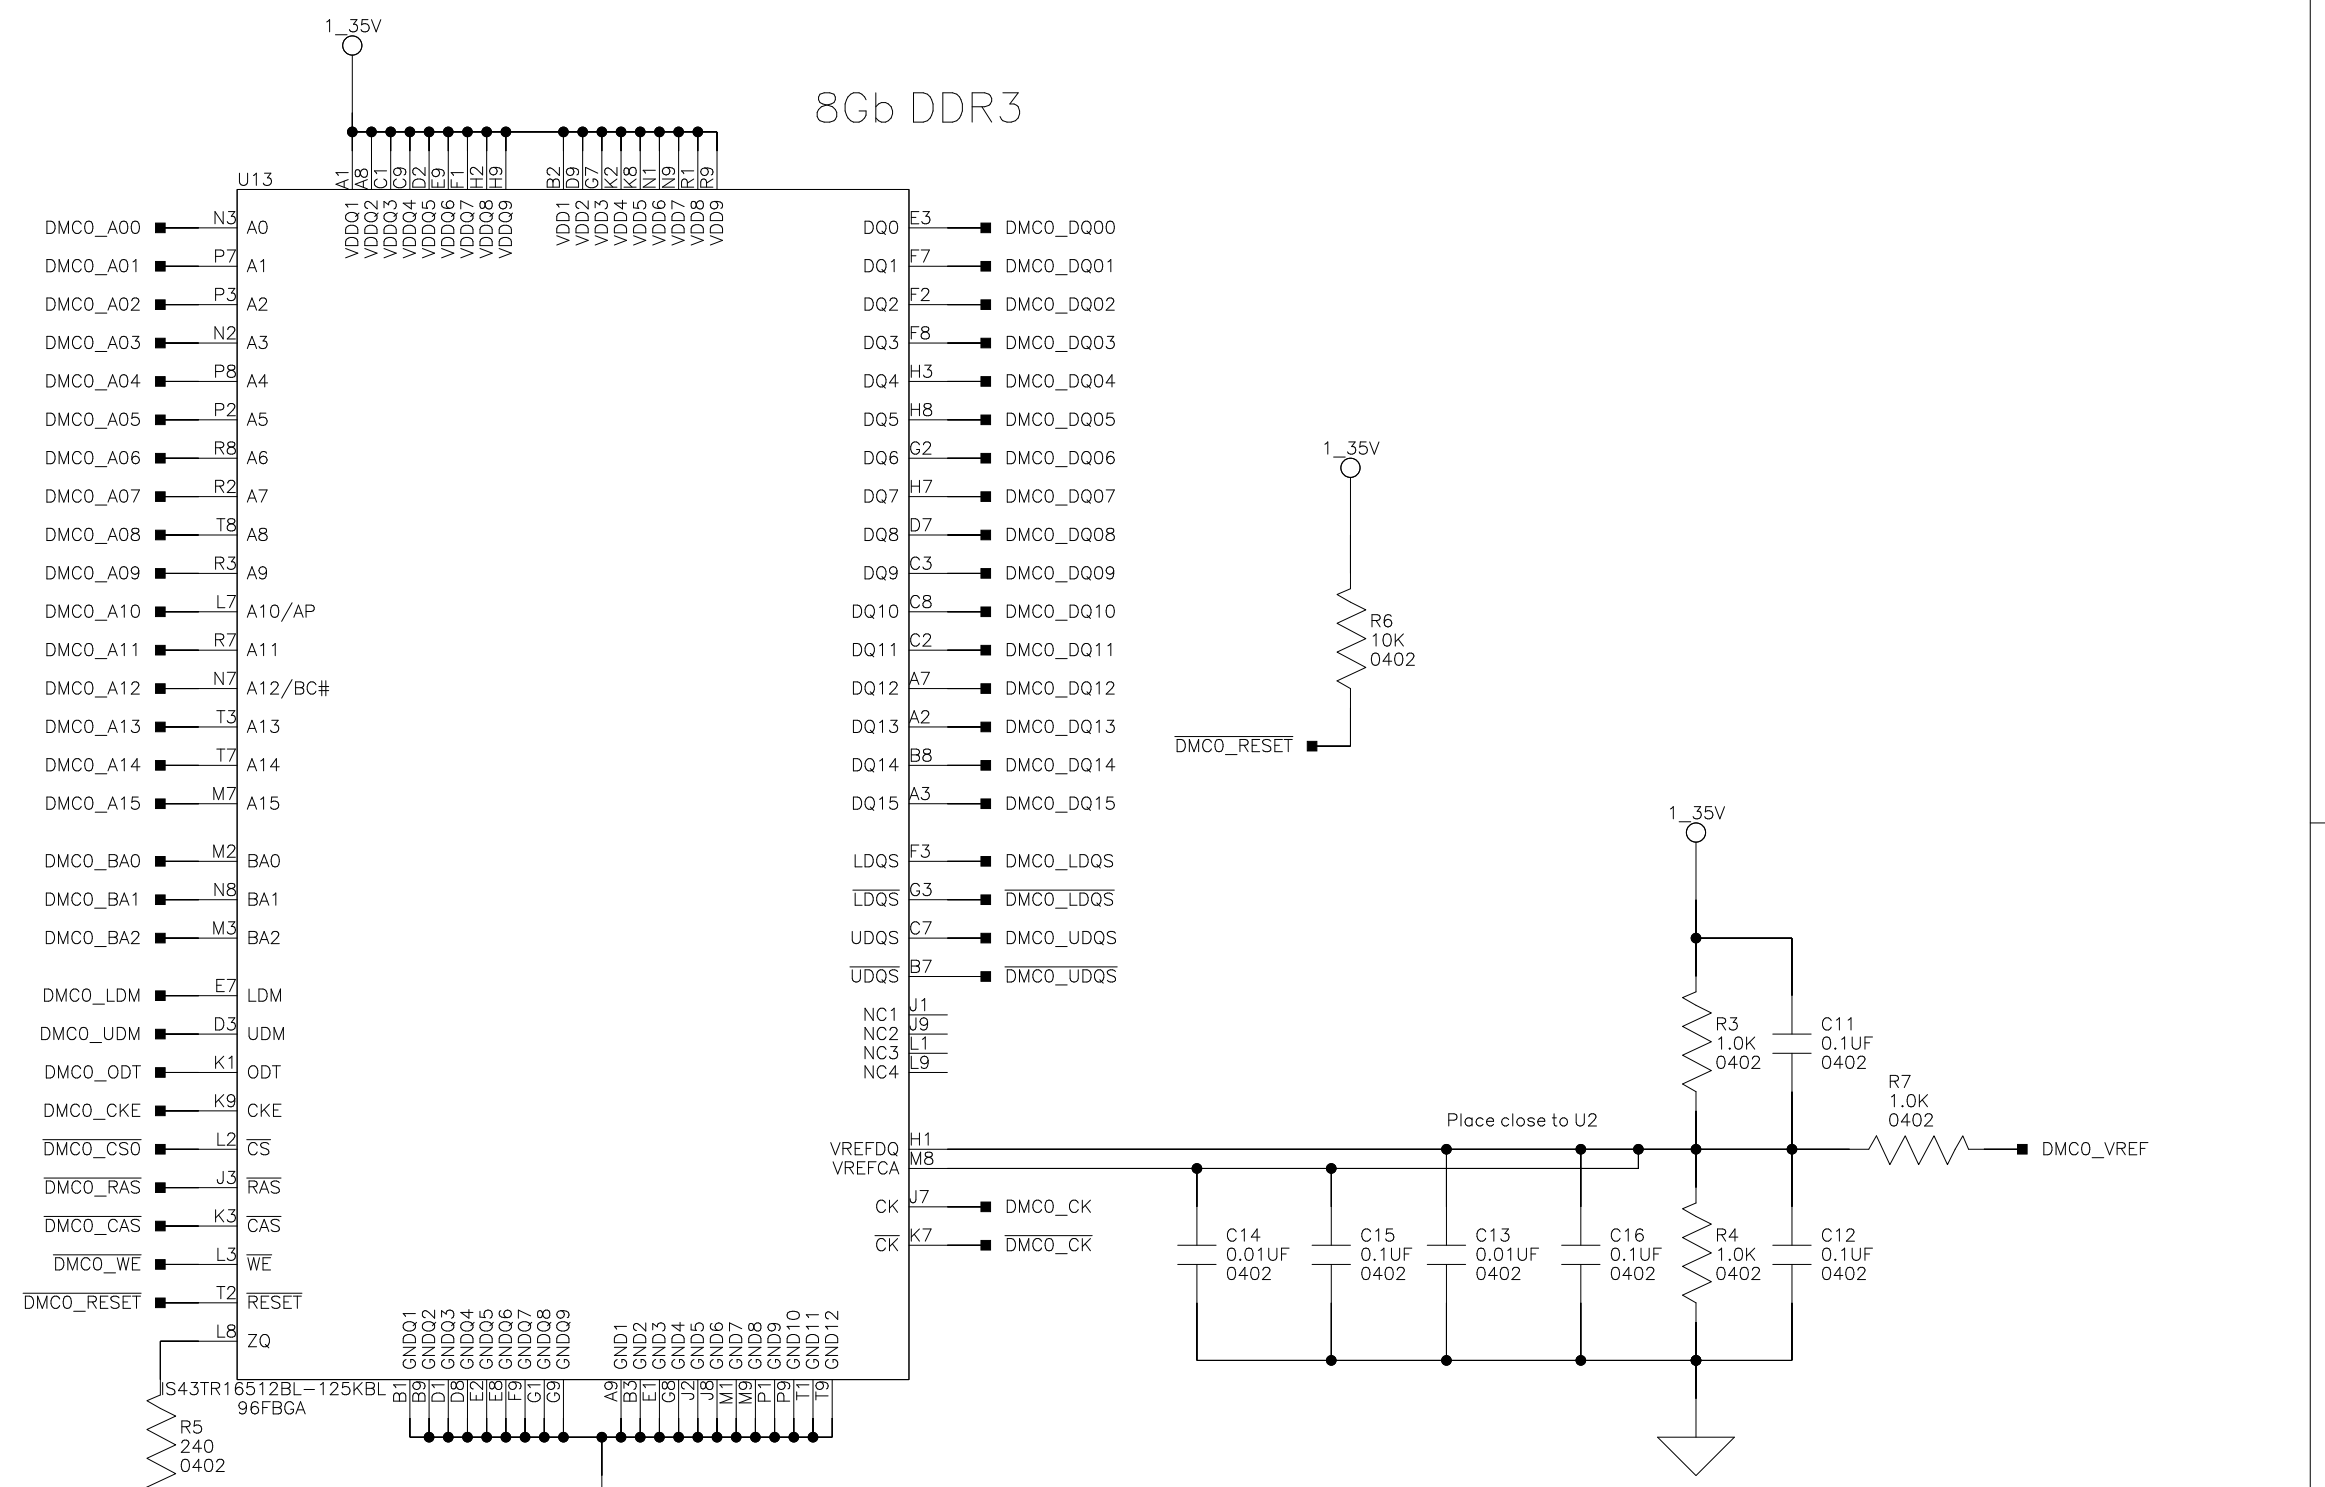 1_35V
8Gb DDR3
U13
A1 A8 C1 C9 D2 E9 F1 H2 H9 B2 D9 G7 K2 K8 N1 N9 R1 R9
VDDQ1 VDDQ2 VDDQ3 VDDQ4 VDDQ5 VDDQ6 VDDQ7 VDDQ8 VDDQ9 VDD1 VDD2 VDD3 VDD4 VDD5 VDD6 VDD7 VDD8 VDD9
DMC0_A00 N3 A0
DMC0_A01 P7 A1
DMC0_A02 P3 A2
DMC0_A03 N2 A3
DMC0_A04 P8 A4
DMC0_A05 P2 A5
DMC0_A06 R8 A6
DMC0_A07 R2 A7
DMC0_A08 T8 A8
DMC0_A09 R3 A9
DMC0_A10 L7 A10/AP
DMC0_A11 R7 A11
DMC0_A12 N7 A12/BC#
DMC0_A13 T3 A13
DMC0_A14 T7 A14
DMC0_A15 M7 A15
DMC0_BA0 M2 BA0
DMC0_BA1 N8 BA1
DMC0_BA2 M3 BA2
DMC0_LDM E7 LDM
DMC0_UDM D3 UDM
DMC0_ODT K1 ODT
DMC0_CKE K9 CKE
DMC0_CS0 L2 CS
DMC0_RAS J3 RAS
DMC0_CAS K3 CAS
DMC0_WE L3 WE
DMC0_RESET T2 RESET
L8 ZQ
DQ0 E3 DMC0_DQ00
DQ1 F7 DMC0_DQ01
DQ2 F2 DMC0_DQ02
DQ3 F8 DMC0_DQ03
DQ4 H3 DMC0_DQ04
DQ5 H8 DMC0_DQ05
DQ6 G2 DMC0_DQ06
DQ7 H7 DMC0_DQ07
DQ8 D7 DMC0_DQ08
DQ9 C3 DMC0_DQ09
DQ10 C8 DMC0_DQ10
DQ11 C2 DMC0_DQ11
DQ12 A7 DMC0_DQ12
DQ13 A2 DMC0_DQ13
DQ14 B8 DMC0_DQ14
DQ15 A3 DMC0_DQ15
LDQS F3 DMC0_LDQS
LDQS G3 DMC0_LDQS
UDQS C7 DMC0_UDQS
UDQS B7 DMC0_UDQS
NC1 J1
NC2 J9
NC3 L1
NC4 L9
VREFDQ H1
VREFCA M8
CK J7 DMC0_CK
CK K7 DMC0_CK
GNDQ1 GNDQ2 GNDQ3 GNDQ4 GNDQ5 GNDQ6 GNDQ7 GNDQ8 GNDQ9 GND1 GND2 GND3 GND4 GND5 GND6 GND7 GND8 GND9 GND10 GND11 GND12
B1 B9 D1 D8 E2 E8 F9 G1 G9 A9 B3 E1 G8 J2 J8 M1 M9 P1 P9 T1 T9
IS43TR16512BL-125KBL
96FBGA
R5
240
0402
1_35V
R6
10K
0402
DMC0_RESET
1_35V
R3
1.0K
0402
C11
0.1UF
0402
R7
1.0K
0402
Place close to U2
DMC0_VREF
C14
0.01UF
0402
C15
0.1UF
0402
C13
0.01UF
0402
C16
0.1UF
0402
R4
1.0K
0402
C12
0.1UF
0402